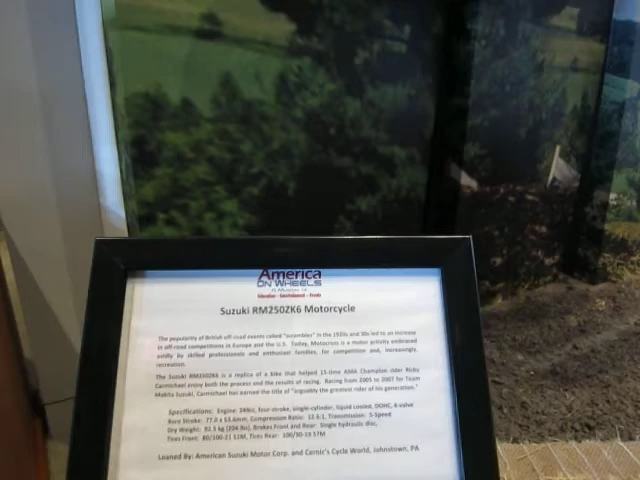 America
ON WHEELS
Suzuki RM250ZK6 Motorcycle
The popularity of British off-road events called "scrambles" in the 1920s and 30s led to an increase
in off-road competitions in Europe and the U.S. Today, Motocross is a motor activity embraced
avidly by skilled professionals and enthusiast families, for competition and, increasingly,
recreation.
The Suzuki RM250ZK6 is a replica of a bike that helped 15-time AMA Champion rider Ricky
Carmichael enjoy both the process and the results of racing. Racing from 2005 to 2007 for Team
Makita Suzuki, Carmichael has earned the title of "arguably the greatest rider of his generation."
Specifications: Engine: 249cc, four-stroke, single-cylinder, liquid cooled, DOHC, 4-valve
Bore Stroke: 77.0 x 53.6mm, Compression Ratio: 12.6:1, Transmission: 5-Speed
Dry Weight: 92.5 kg (204 lbs), Brakes Front and Rear: Single hydraulic disc,
Tires Front: 80/100-21 51M, Tires Rear: 100/90-19 57M
Loaned By: American Suzuki Motor Corp. and Cernic's Cycle World, Johnstown, PA